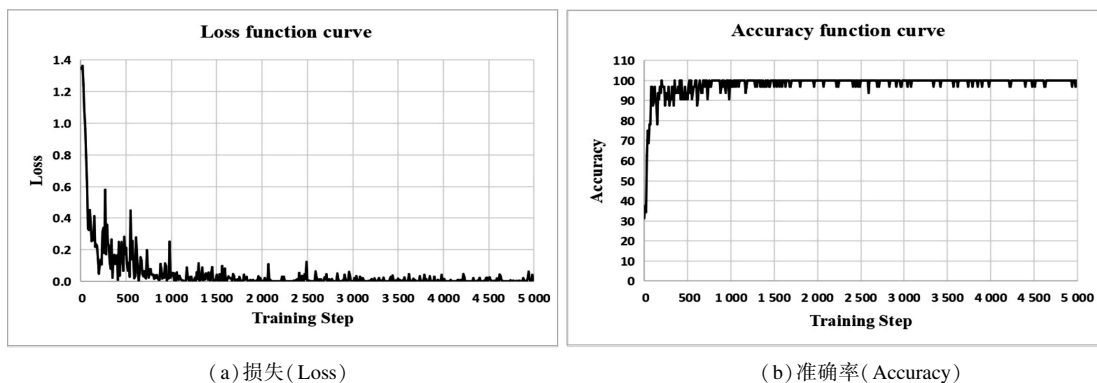 Loss function curve
1.4
1.2
1.0
0.8
0.6
0.4
0.2
0.0
Loss
0 500 1 000 1 500 2 000 2 500 3 000 3 500 4 000 4 500 5 000
Training Step
(a)损失(Loss)
Accuracy function curve
110
100
90
80
70
60
50
40
30
20
10
0
Accuracy
0 500 1 000 1 500 2 000 2 500 3 000 3 500 4 000 4 500 5 000
Training Step
(b)准确率(Accuracy)